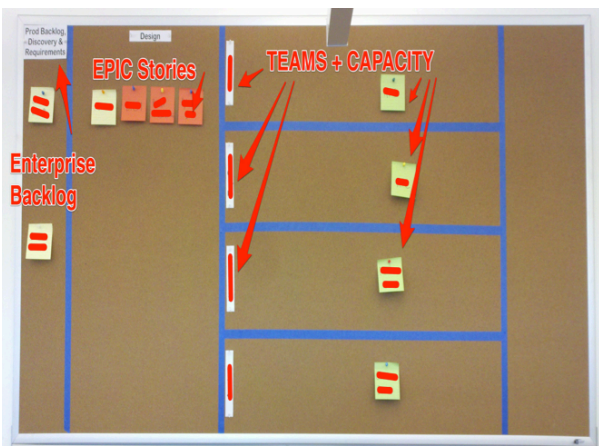 Prod Backlog,
Discovery &
Requirements
Design
EPIC Stories
TEAMS + CAPACITY
Enterprise
Backlog